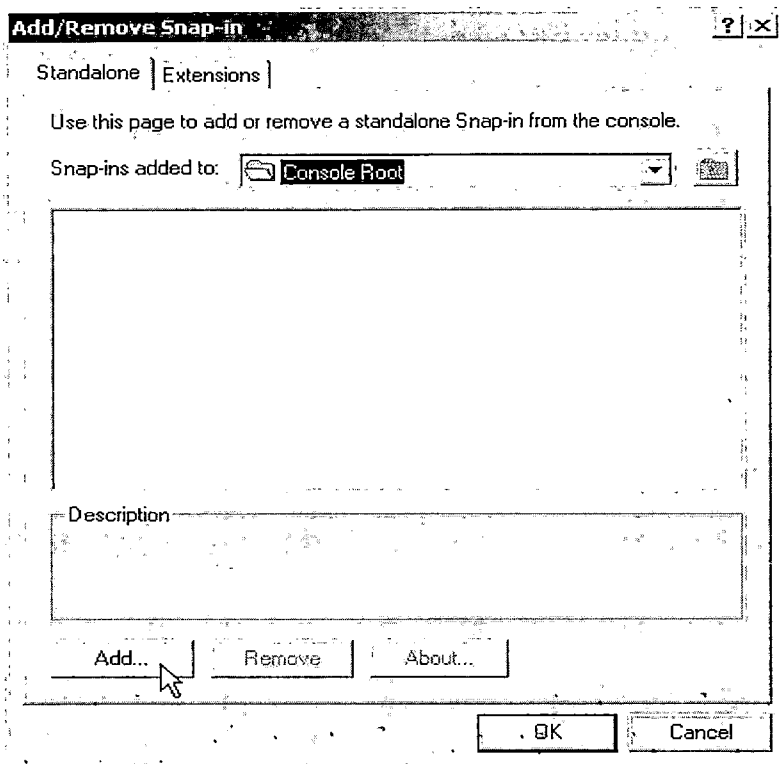 Add/Remove Snap-in
Standalone Extensions
Use this page to add or remove a standalone Snap-in from the console.
Snap-ins added to: Console Root
Description
Add... Remove About...
OK Cancel